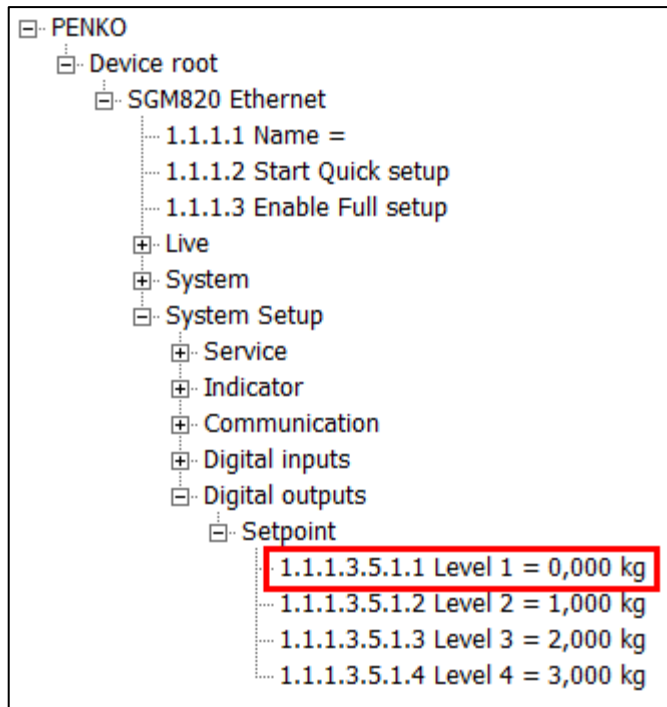 PENKO
Device root
SGM820 Ethernet
1.1.1.1 Name =
1.1.1.2 Start Quick setup
1.1.1.3 Enable Full setup
Live
System
System Setup
Service
Indicator
Communication
Digital inputs
Digital outputs
Setpoint
1.1.1.3.5.1.1 Level 1 = 0,000 kg
1.1.1.3.5.1.2 Level 2 = 1,000 kg
1.1.1.3.5.1.3 Level 3 = 2,000 kg
1.1.1.3.5.1.4 Level 4 = 3,000 kg